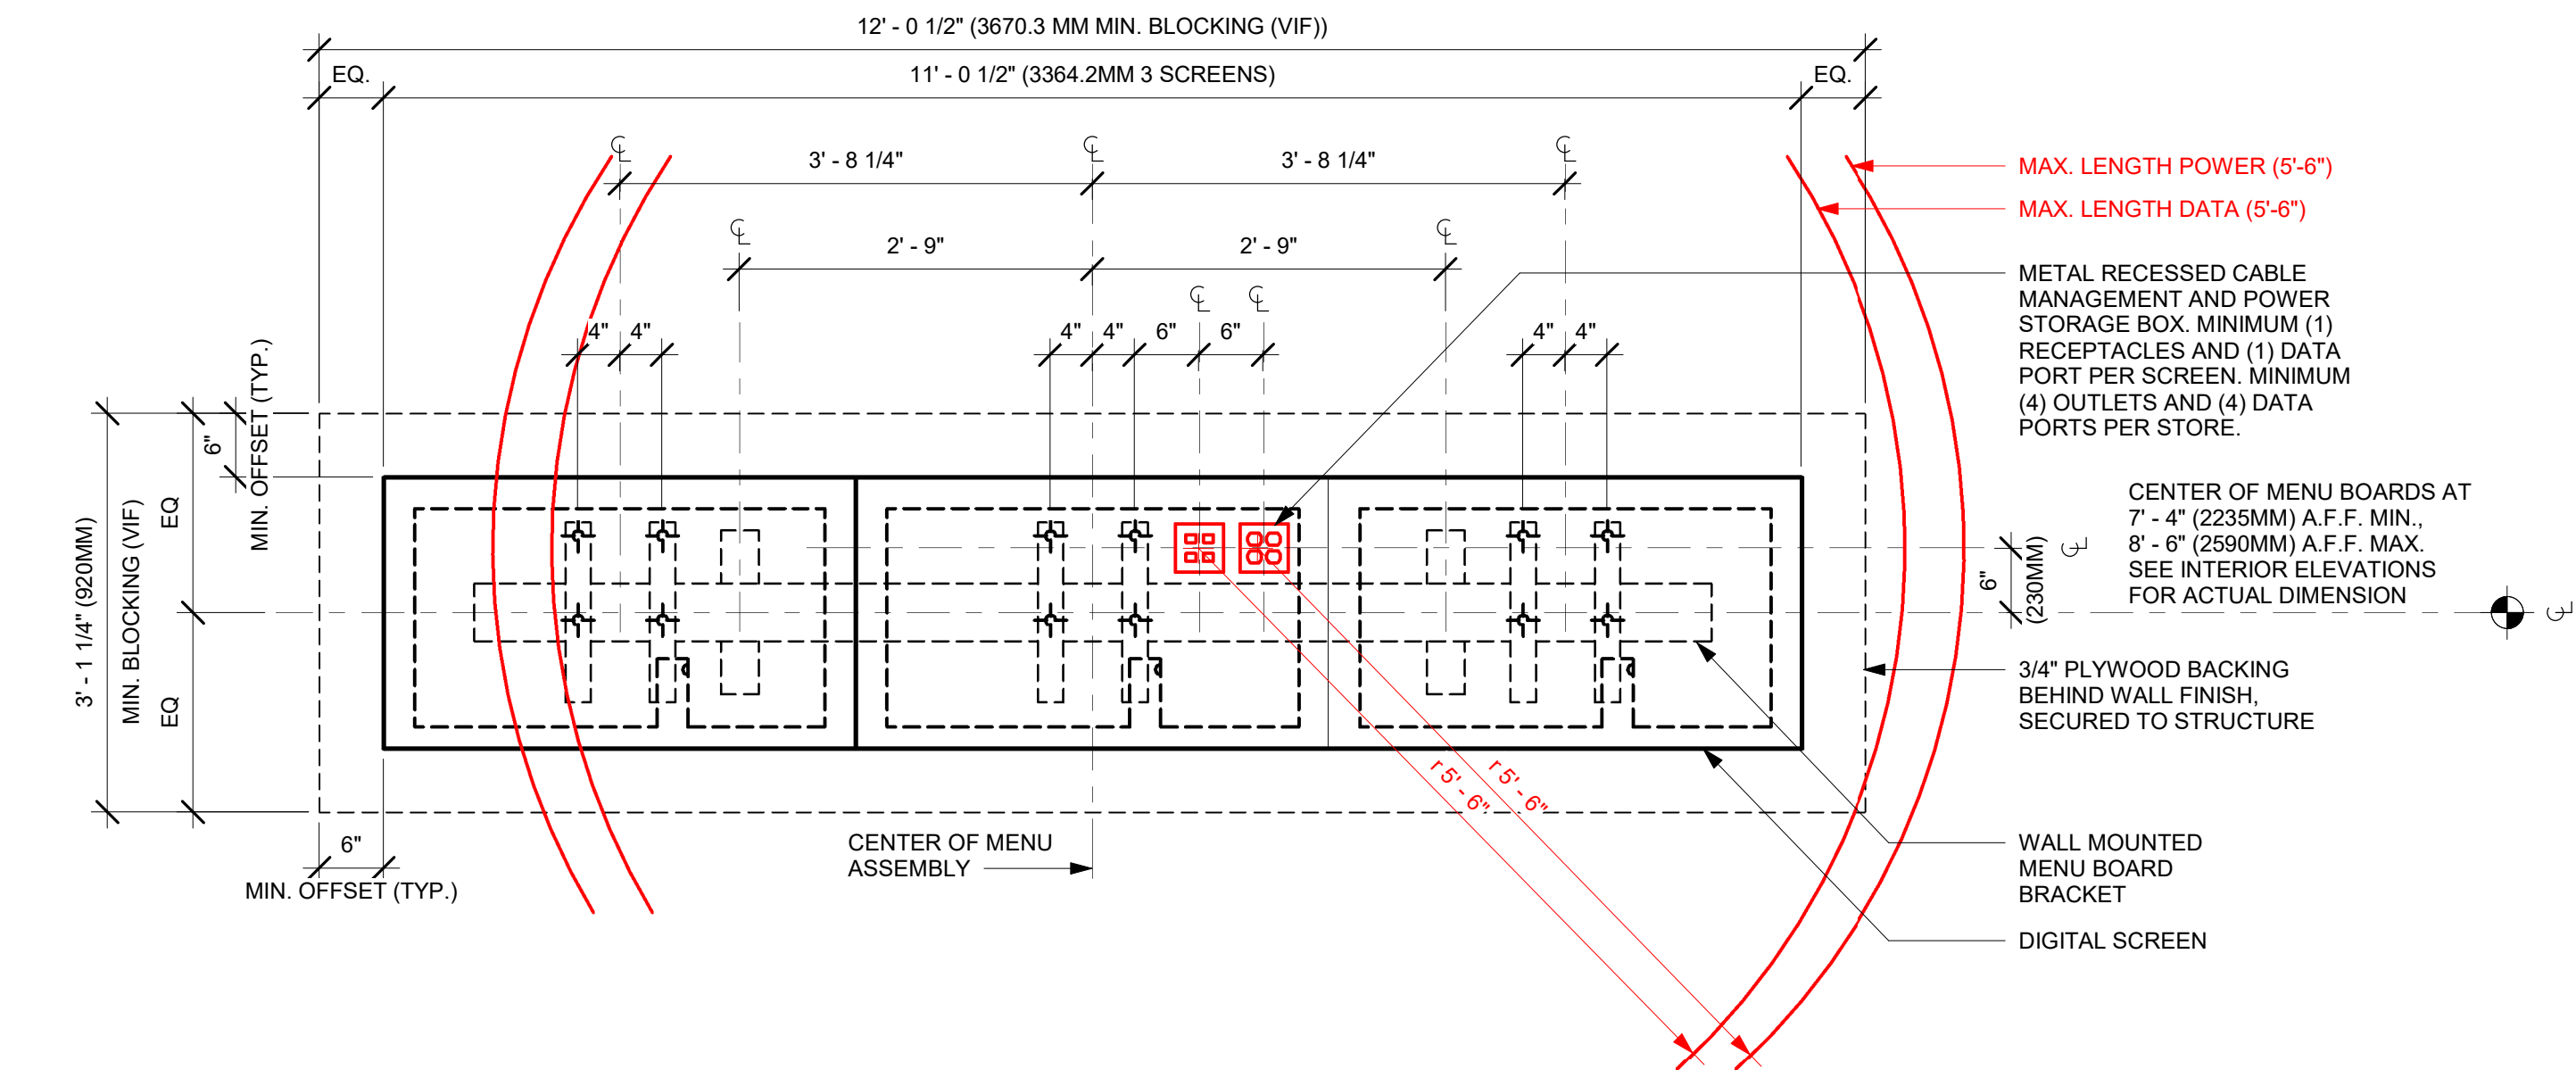 12' - 0 1/2" (3670.3 MM MIN. BLOCKING (VIF))
EQ.
11' - 0 1/2" (3364.2MM 3 SCREENS)
EQ.
3' - 8 1/4"
3' - 8 1/4"
2' - 9"
2' - 9"
4"
4"
4"
4"
6"
6"
4"
4"
MAX. LENGTH POWER (5'-6")
MAX. LENGTH DATA (5'-6")
METAL RECESSED CABLE
MANAGEMENT AND POWER
STORAGE BOX. MINIMUM (1)
RECEPTACLES AND (1) DATA
PORT PER SCREEN. MINIMUM
(4) OUTLETS AND (4) DATA
PORTS PER STORE.
CENTER OF MENU BOARDS AT
7' - 4" (2235MM) A.F.F. MIN.,
8' - 6" (2590MM) A.F.F. MAX.
SEE INTERIOR ELEVATIONS
FOR ACTUAL DIMENSION
6"
(230MM)
3/4" PLYWOOD BACKING
BEHIND WALL FINISH,
SECURED TO STRUCTURE
WALL MOUNTED
MENU BOARD
BRACKET
DIGITAL SCREEN
3' - 1 1/4" (920MM)
MIN. BLOCKING (VIF)
EQ
EQ
6"
MIN. OFFSET (TYP.)
6"
MIN. OFFSET (TYP.)
CENTER OF MENU
ASSEMBLY
r 5' - 6"
r 5' - 6"